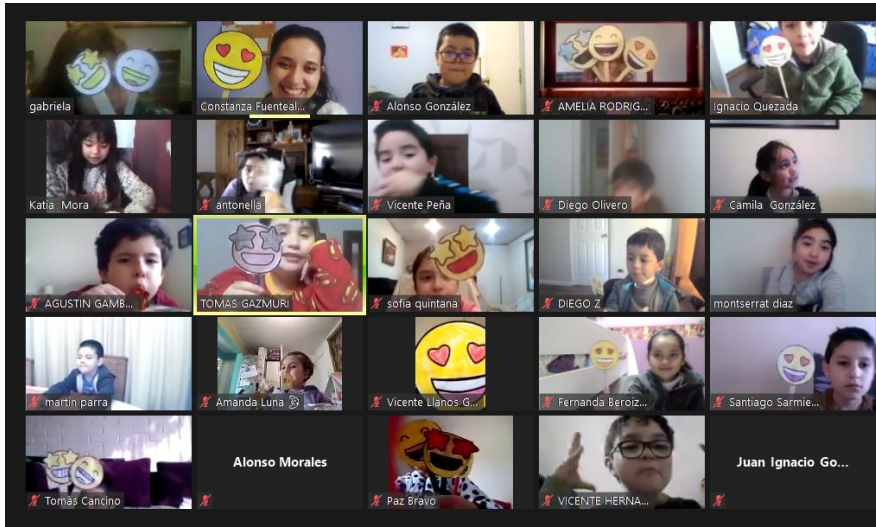 gabriela
Constanza Fuenteal...
Alonso González
AMELIA RODRIG...
Ignacio Quezada
Katia Mora
antonella
Vicente Peña
Diego Olivero
Camila González
AGUSTIN GAMB...
TOMAS GAZMURI
sofia quintana
DIEGO Z
montserrat diaz
martin parra
Amanda Luna
Vicente Llanos G...
Fernanda Beroiz...
Santiago Sarmie...
Tomás Cancino
Alonso Morales
Paz Bravo
VICENTE HERNA...
Juan Ignacio Go...